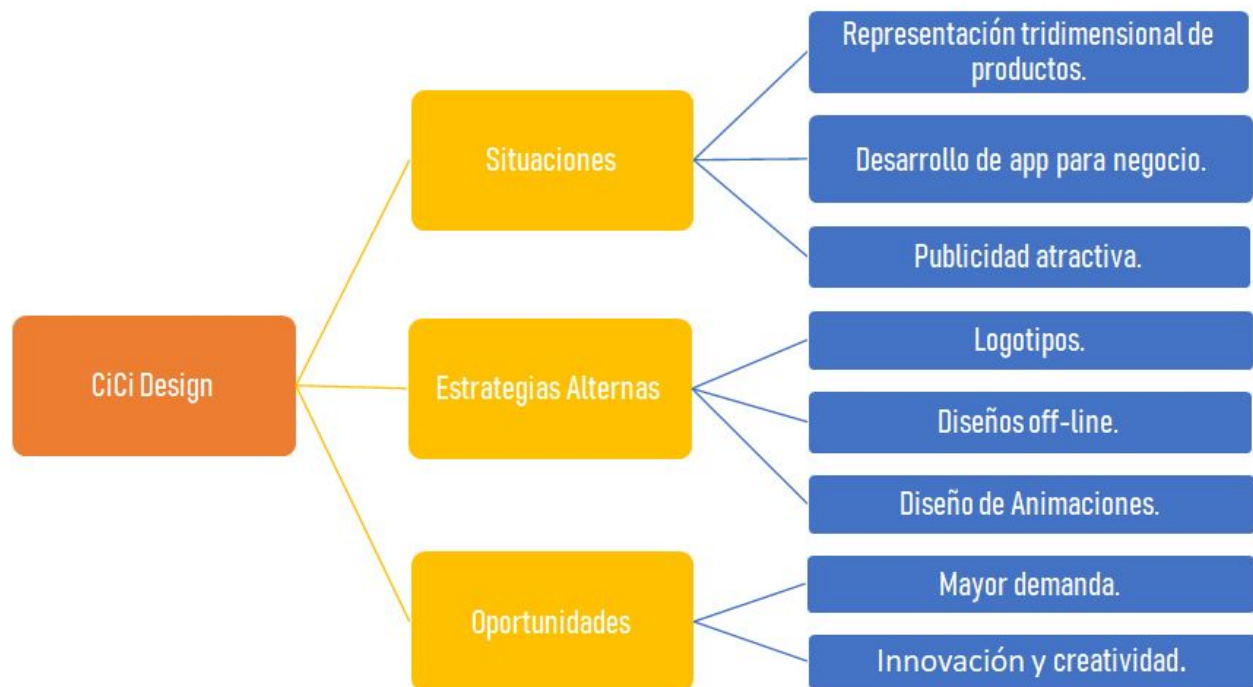 CiCi Design
Situaciones
Representación tridimensional de
productos.
Desarrollo de app para negocio.
Publicidad atractiva.
Estrategias Alternas
Logotipos.
Diseños off-line.
Diseño de Animaciones.
Oportunidades
Mayor demanda.
Innovación y creatividad.